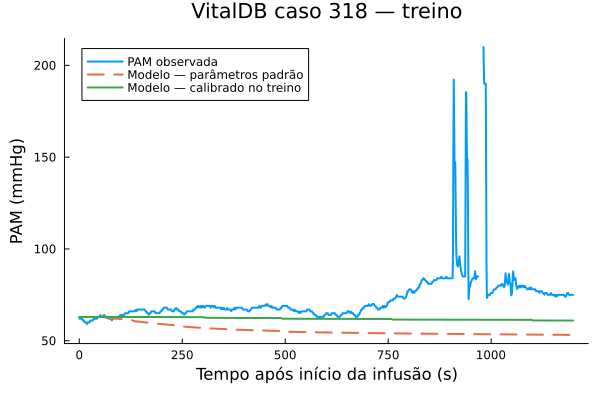 VitalDB caso 318 — treino
PAM observada
Modelo — parâmetros padrão
Modelo — calibrado no treino
PAM (mmHg)
200
150
100
50
0
250
500
750
1000
Tempo após início da infusão (s)